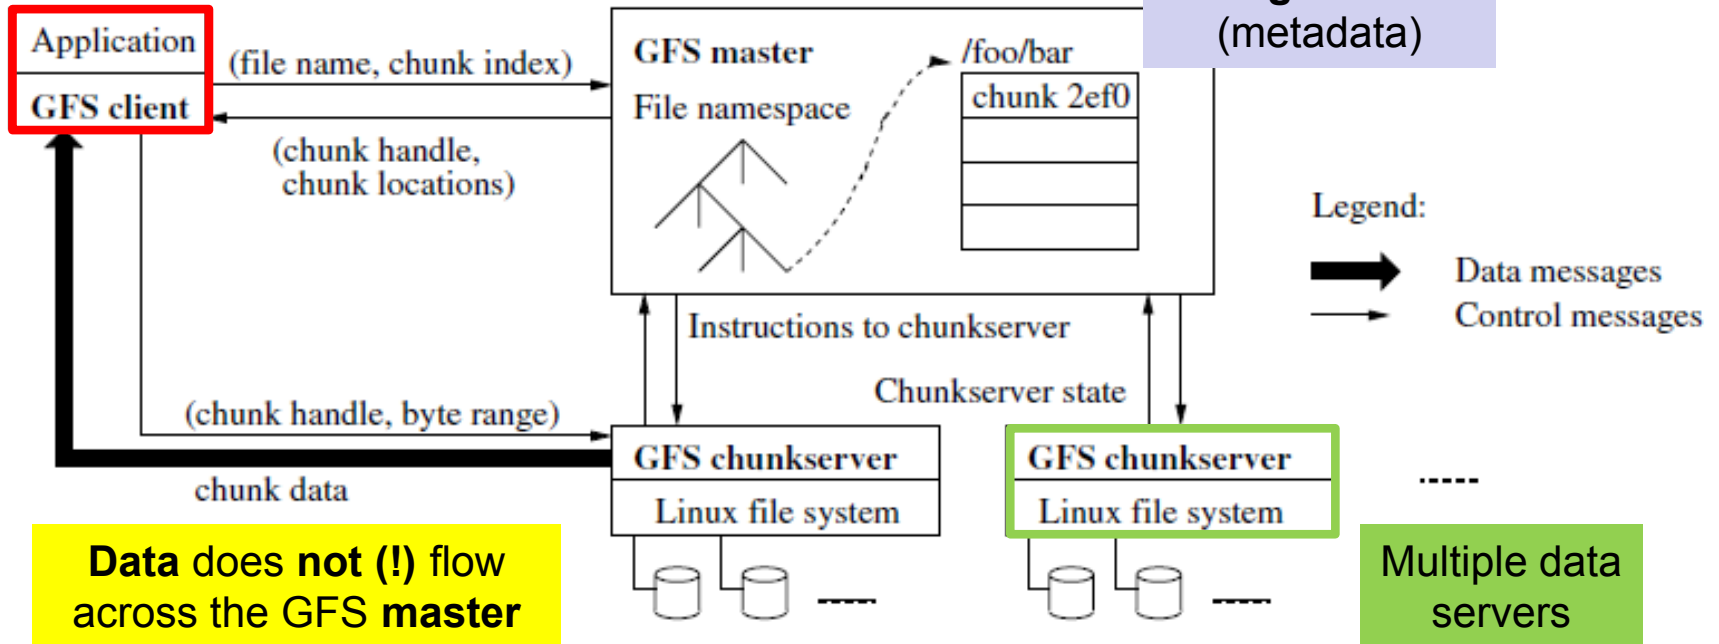 (metadata)
Application
GFS client
(file name, chunk index)
(chunk handle,
chunk locations)
GFS master
File namespace
/foo/bar
chunk 2ef0
Legend:
Data messages
Control messages
Instructions to chunkserver
Chunkserver state
(chunk handle, byte range)
chunk data
GFS chunkserver
Linux file system
GFS chunkserver
Linux file system
Data does not (!) flow
across the GFS master
Multiple data
servers